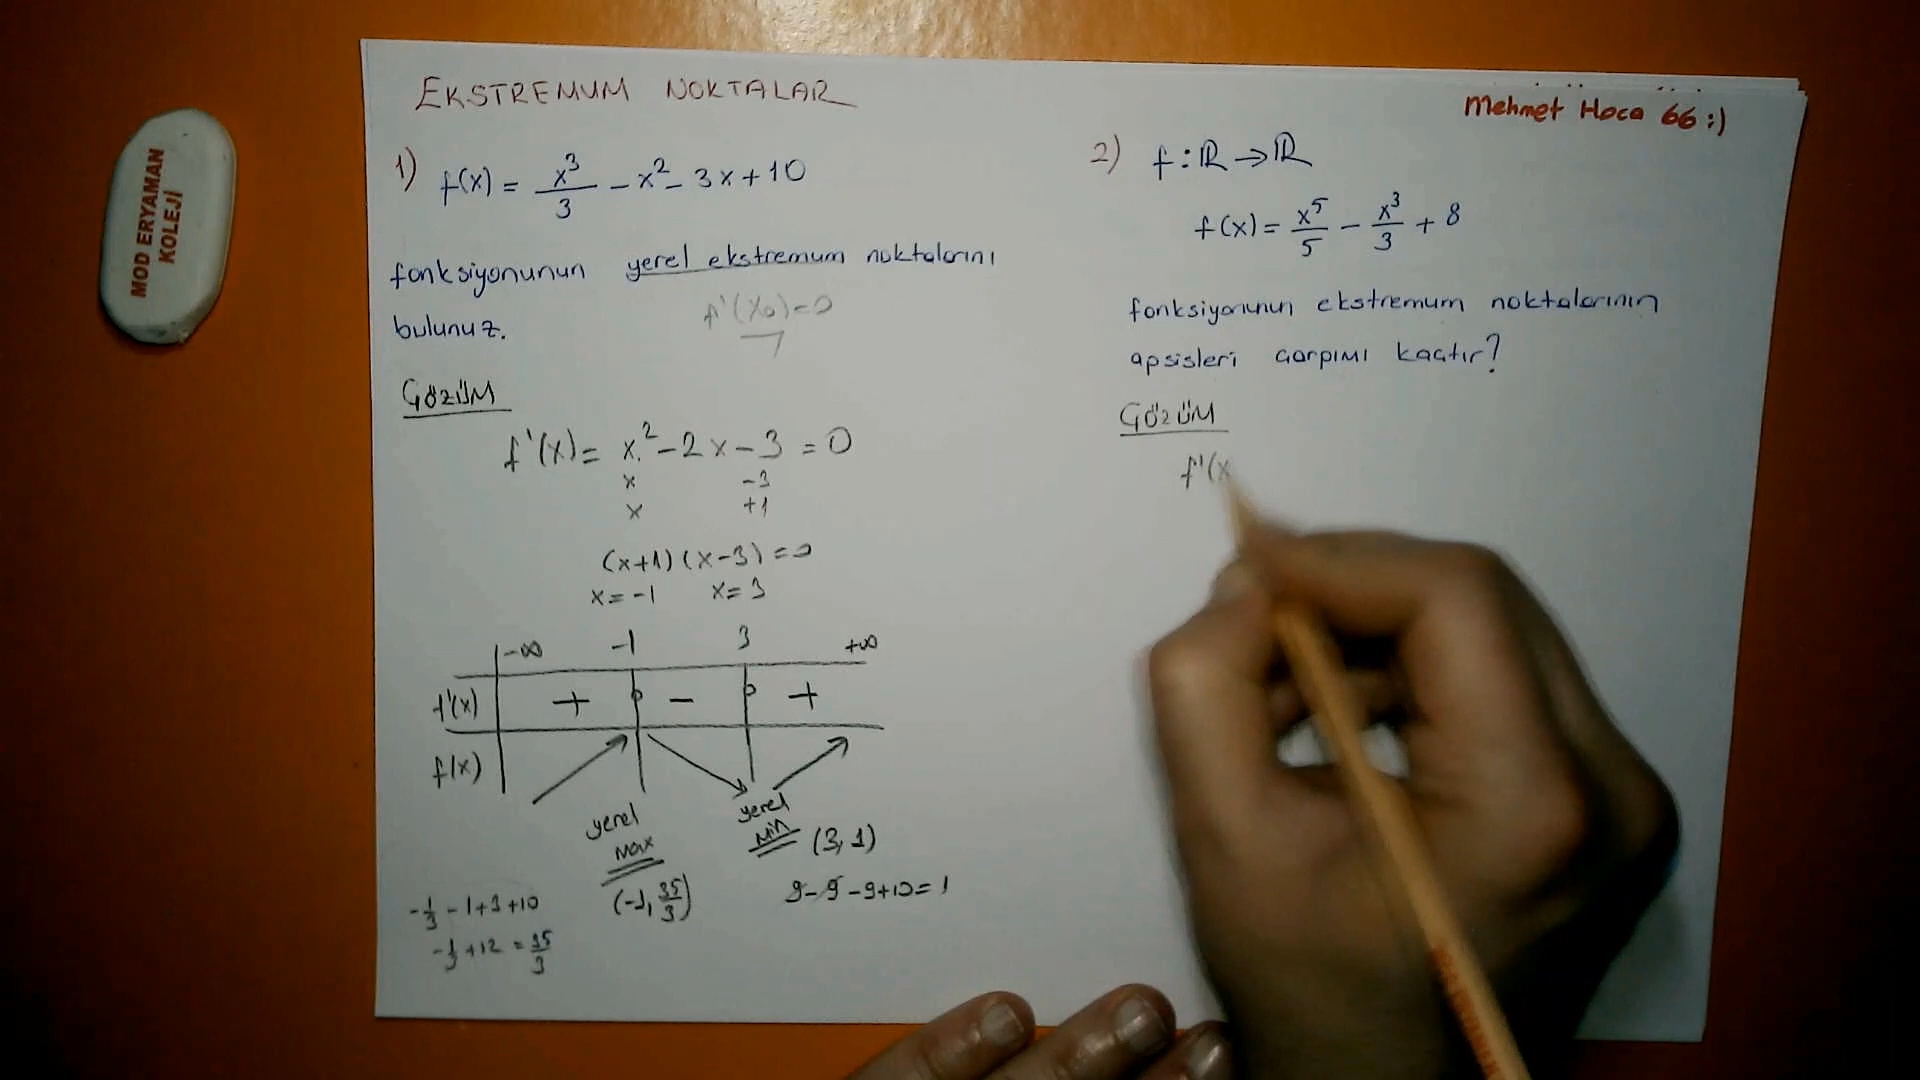 EKSTREMUM NOKTALAR
Mehmet Hoca 66 :)
MOD ERYAMAN
KOLEJİ
1) f(x) = x³/3 - x² - 3x + 10
fonksiyonunun yerel ekstremum noktalarını
bulunuz.
f'(x₀) = 0
ÇÖZÜM
f'(x) = x² - 2x - 3 = 0
x -3
x +1
(x+1) (x-3) = 0
x = -1 x = 3
-∞ -1 3 +∞
f'(x) + - +
f(x)
yerel
max
(-1, 35/3)
yerel
min
(3, 1)
9 - 9 - 9 + 10 = 1
-1/3 - 1 + 3 + 10
-1/3 + 12 = 35/3
2) f : ℝ → ℝ
f(x) = x⁵/5 - x³/3 + 8
fonksiyonunun ekstremum noktalarının
apsisleri çarpımı kaçtır?
ÇÖZÜM
f'(x